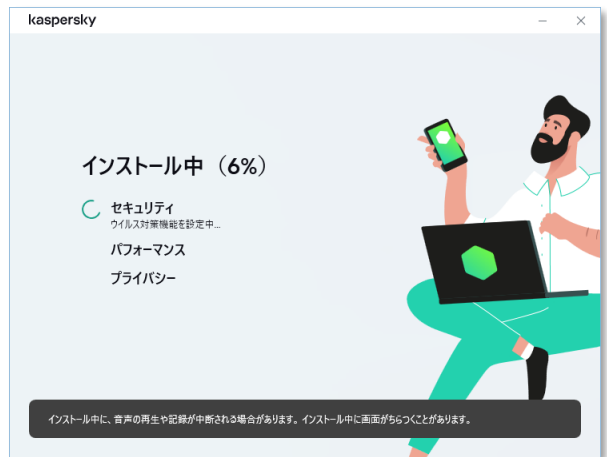 kaspersky
インストール中（6%）
セキュリティ
ウイルス対策機能を設定中...
パフォーマンス
プライバシー
インストール中に、音声の再生や記録が中断される場合があります。インストール中に画面がちらつくことがあります。